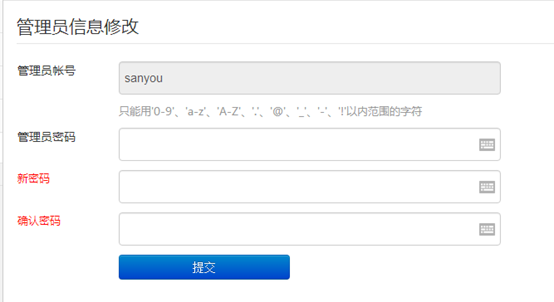 管理员信息修改
管理员帐号
sanyou
只能用'0-9'、'a-z'、'A-Z'、'.'、'@'、'_'、'-'、'!'以内范围的字符
管理员密码
新密码
确认密码
提交